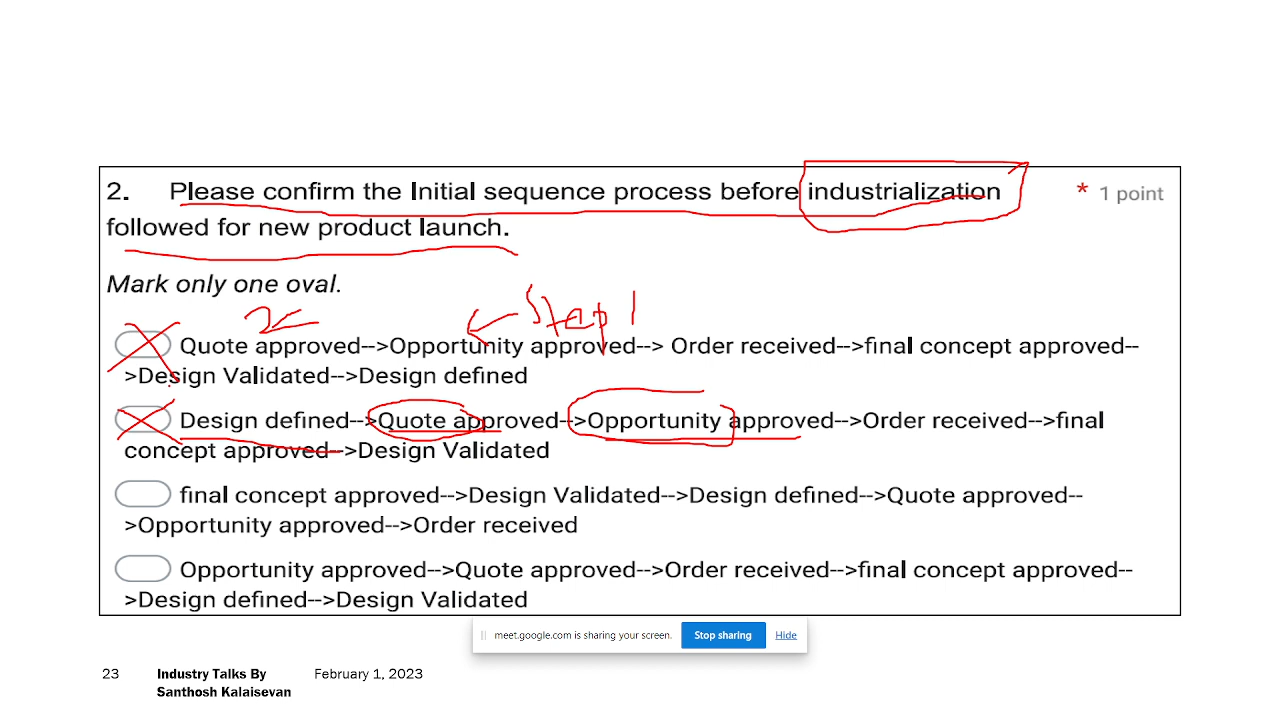 2. Please confirm the Initial sequence process before industrialization * 1 point
followed for new product launch.
Mark only one oval.
2 Step 1
Quote approved-->Opportunity approved--> Order received-->final concept approved--
>Design Validated-->Design defined
Design defined-->Quote approved-->Opportunity approved-->Order received-->final
concept approved-->Design Validated
final concept approved-->Design Validated-->Design defined-->Quote approved--
>Opportunity approved-->Order received
Opportunity approved-->Quote approved-->Order received-->final concept approved--
>Design defined-->Design Validated
meet.google.com is sharing your screen. Stop sharing Hide
23 Industry Talks By February 1, 2023
Santhosh Kalaisevan